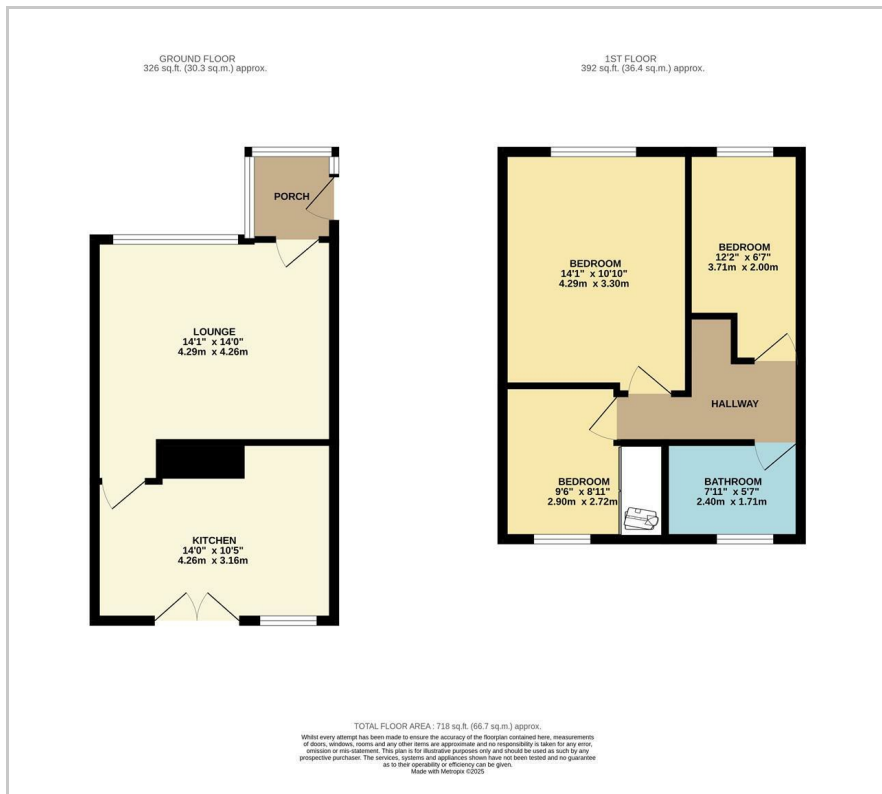 GROUND FLOOR
326 sq.ft. (30.3 sq.m.) approx.
1ST FLOOR
392 sq.ft. (36.4 sq.m.) approx.
PORCH
LOUNGE
14'1" x 14'0"
4.29m x 4.26m
KITCHEN
14'0" x 10'5"
4.26m x 3.16m
BEDROOM
14'1" x 10'10"
4.29m x 3.30m
BEDROOM
12'2" x 6'7"
3.71m x 2.00m
HALLWAY
BEDROOM
9'6" x 8'11"
2.90m x 2.72m
BATHROOM
7'11" x 5'7"
2.40m x 1.71m
TOTAL FLOOR AREA : 718 sq.ft. (66.7 sq.m.) approx.
Whilst every attempt has been made to ensure the accuracy of the floorplan contained here, measurements
of doors, windows, rooms and any other items are approximate and no responsibility is taken for any error,
omission or mis-statement. This plan is for illustrative purposes only and should be used as such by any
prospective purchaser. The services, systems and appliances shown have not been tested and no guarantee
as to their operability or efficiency can be given.
Made with Metropix ©2025